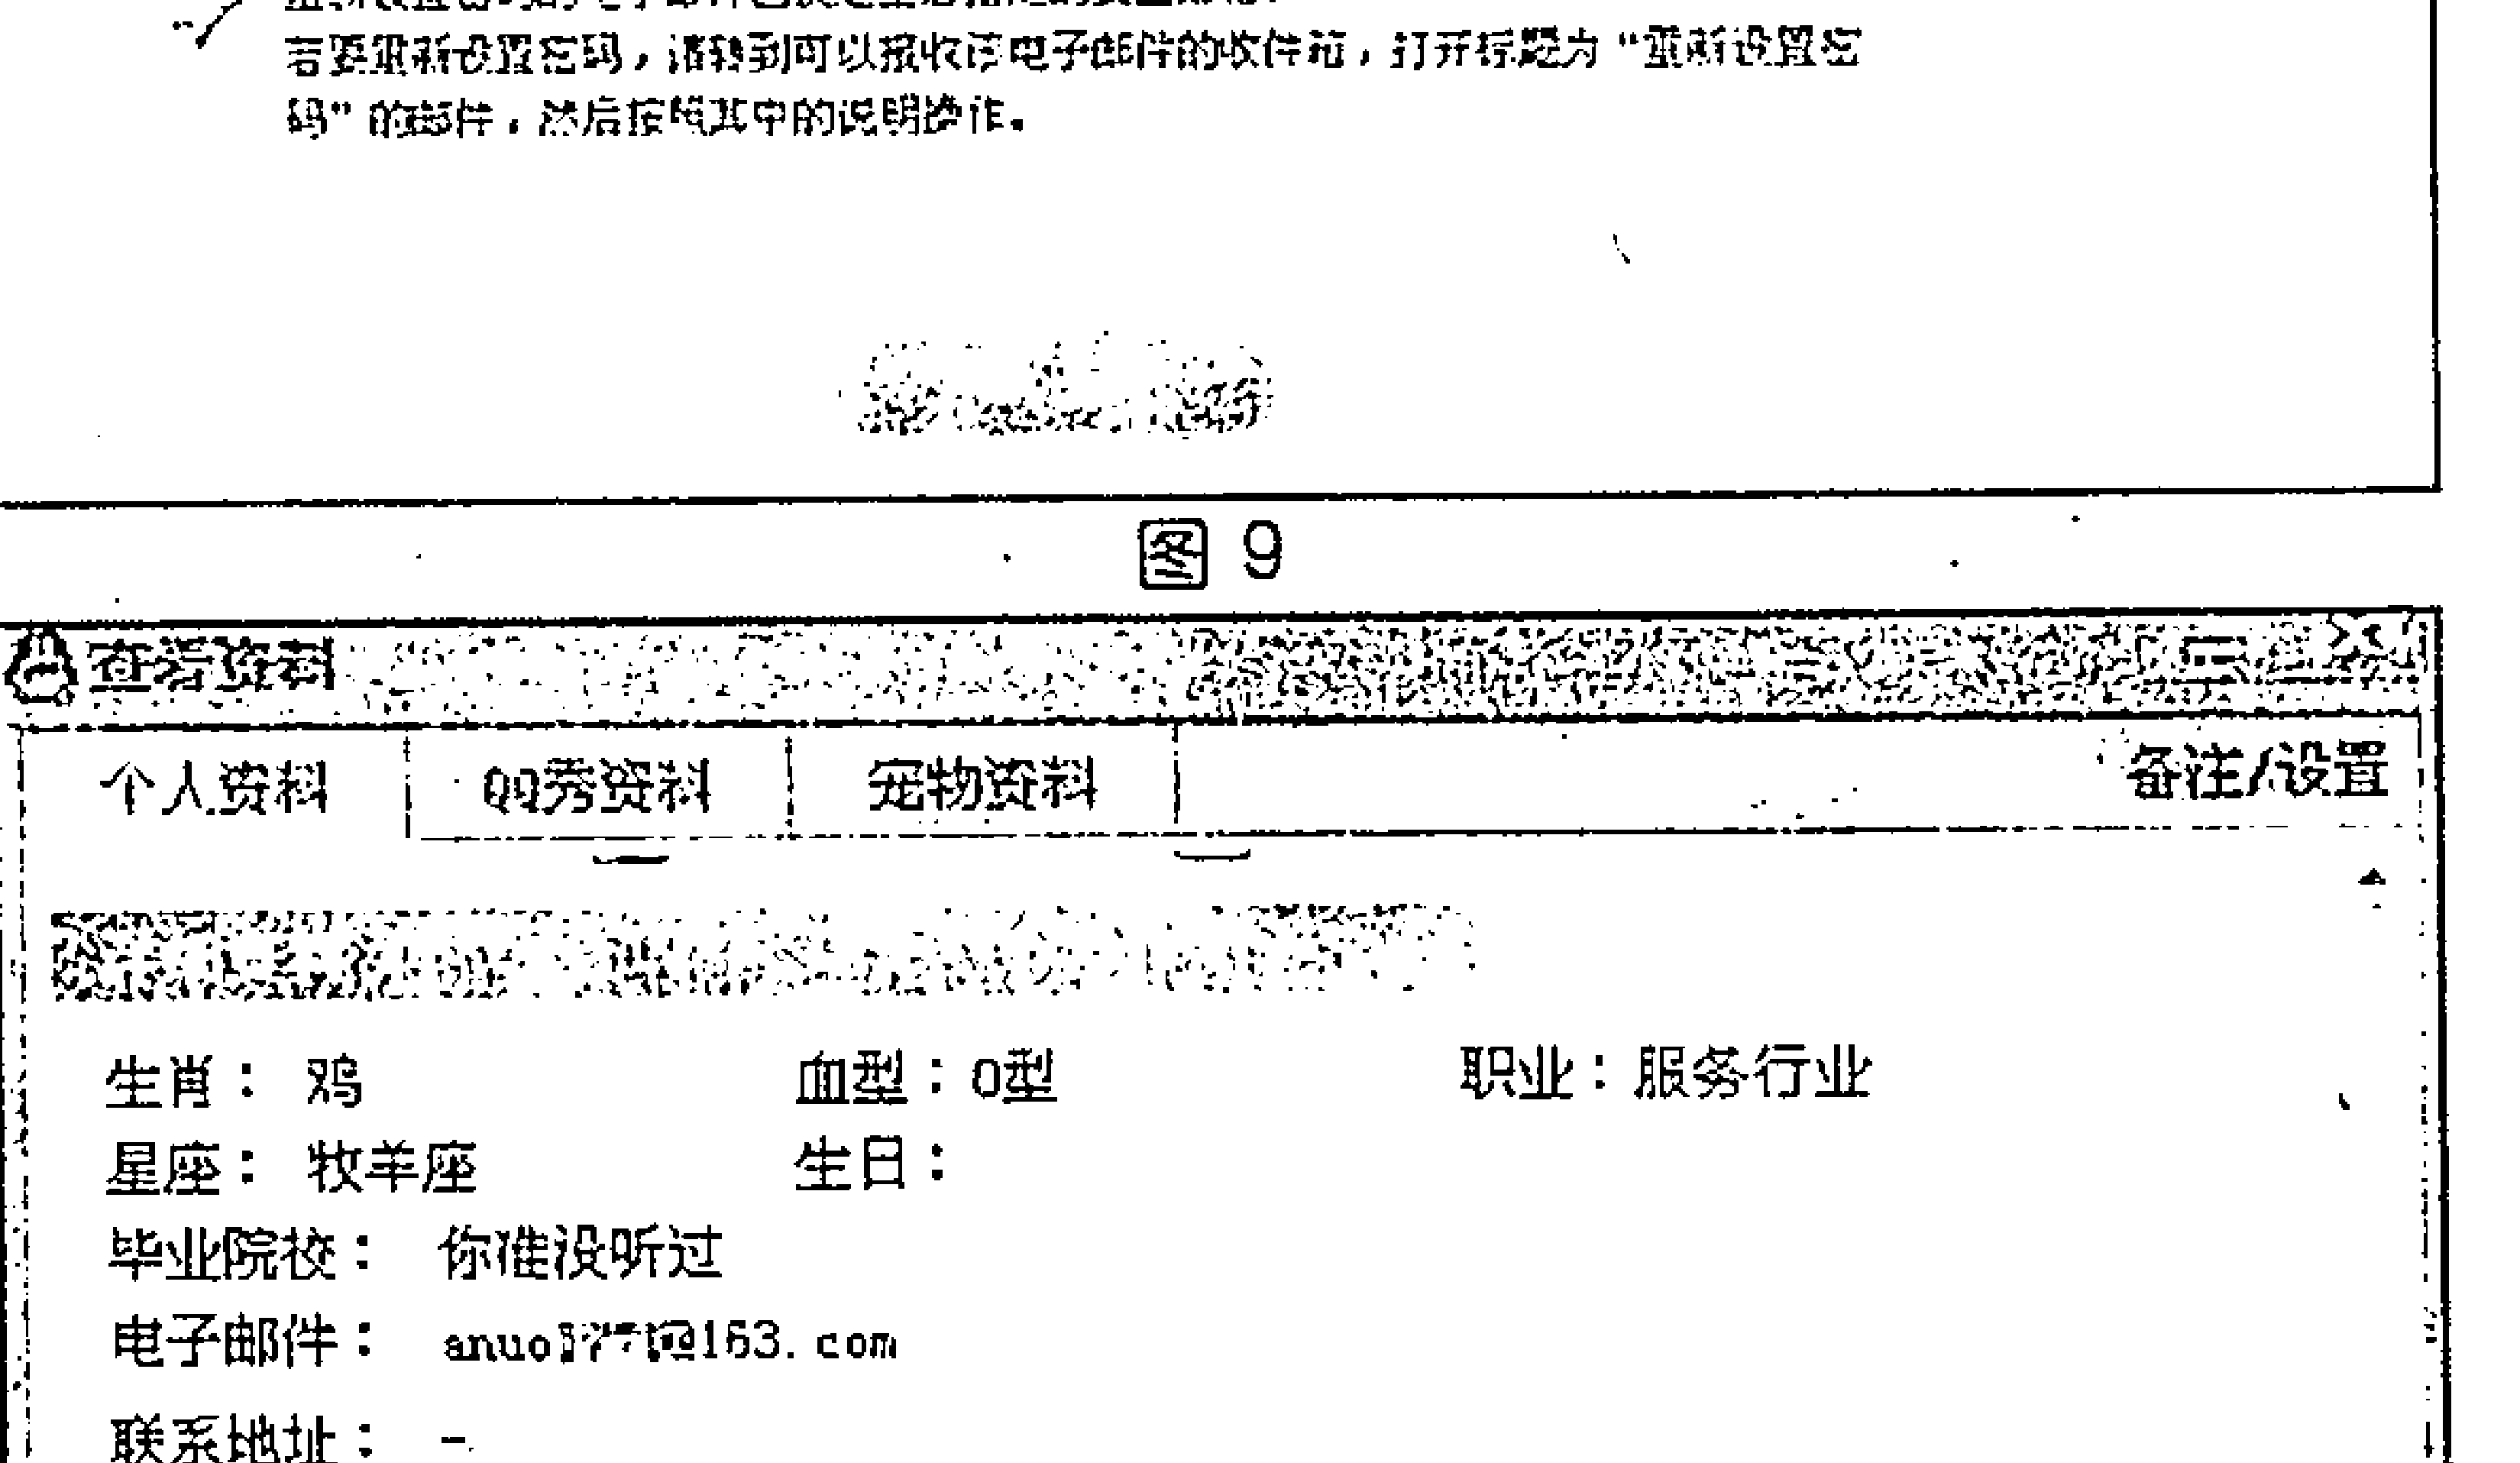 若要重新设置密码，请转到可以接收该电子邮件的收件箱，打开标题为“重新设置密
码”的邮件，然后按照其中的说明操作。
图 9
查看资料
个人资料 QQ秀资料 宠物资料 备注/设置
生肖： 鸡 血型：O型 职业：服务行业
星座： 牧羊座 生日：
毕业院校： 你准没听过
电子邮件： anuo @163.com
联系地址： -